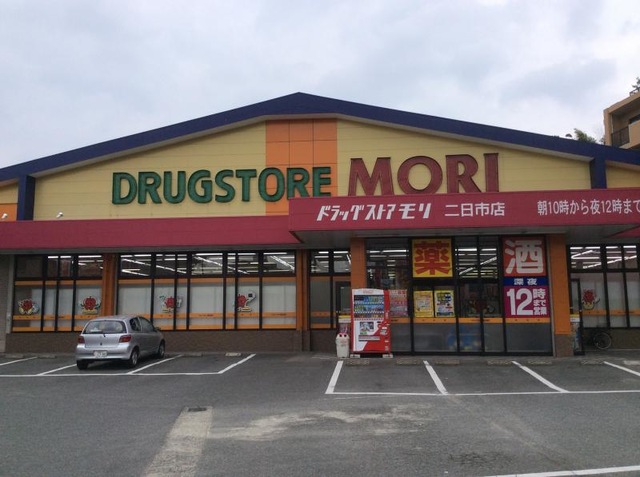 DRUGSTORE MORI
ドラッグストアモリ 二日市店 朝10時から夜12時まで
薬
酒
深夜
12時まで営業